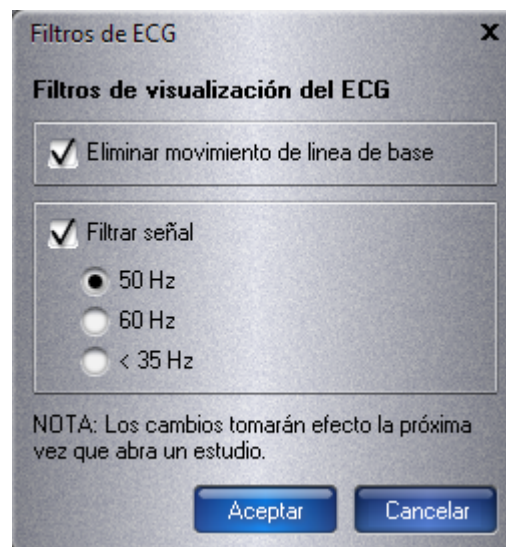 Filtros de ECG
Filtros de visualización del ECG
Eliminar movimiento de linea de base
Filtrar señal
50 Hz
60 Hz
< 35 Hz
NOTA: Los cambios tomarán efecto la próxima
vez que abra un estudio.
Aceptar Cancelar